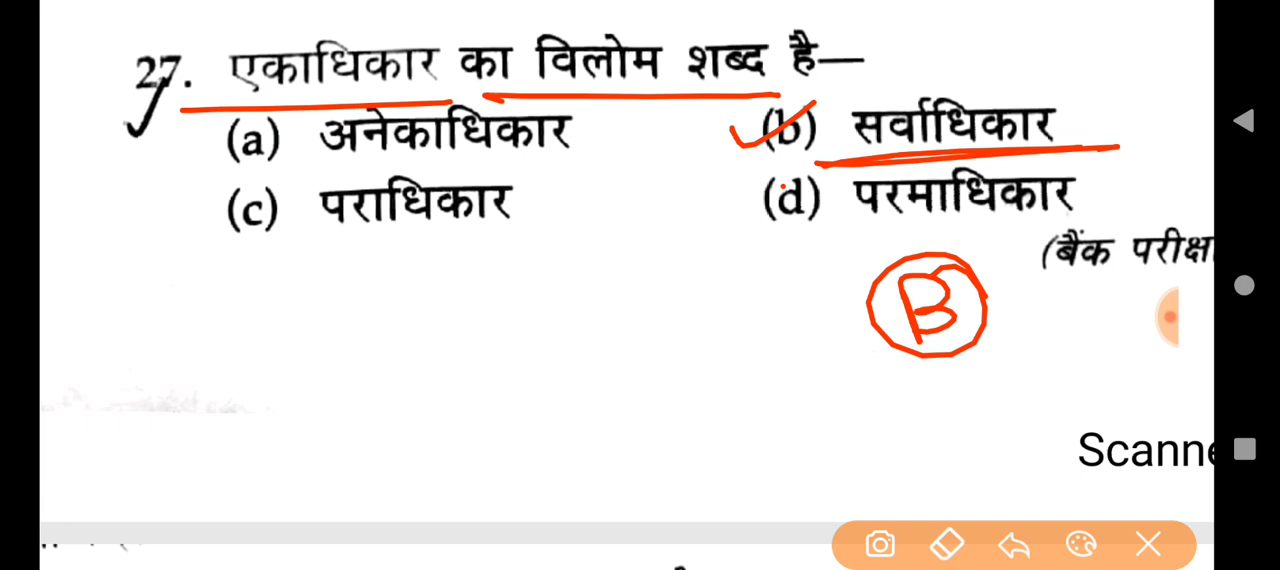 27. एकाधिकार का विलोम शब्द है—
(a) अनेकाधिकार (b) सर्वाधिकार
(c) पराधिकार (d) परमाधिकार
(बैंक परीक्ष
B
Scanne